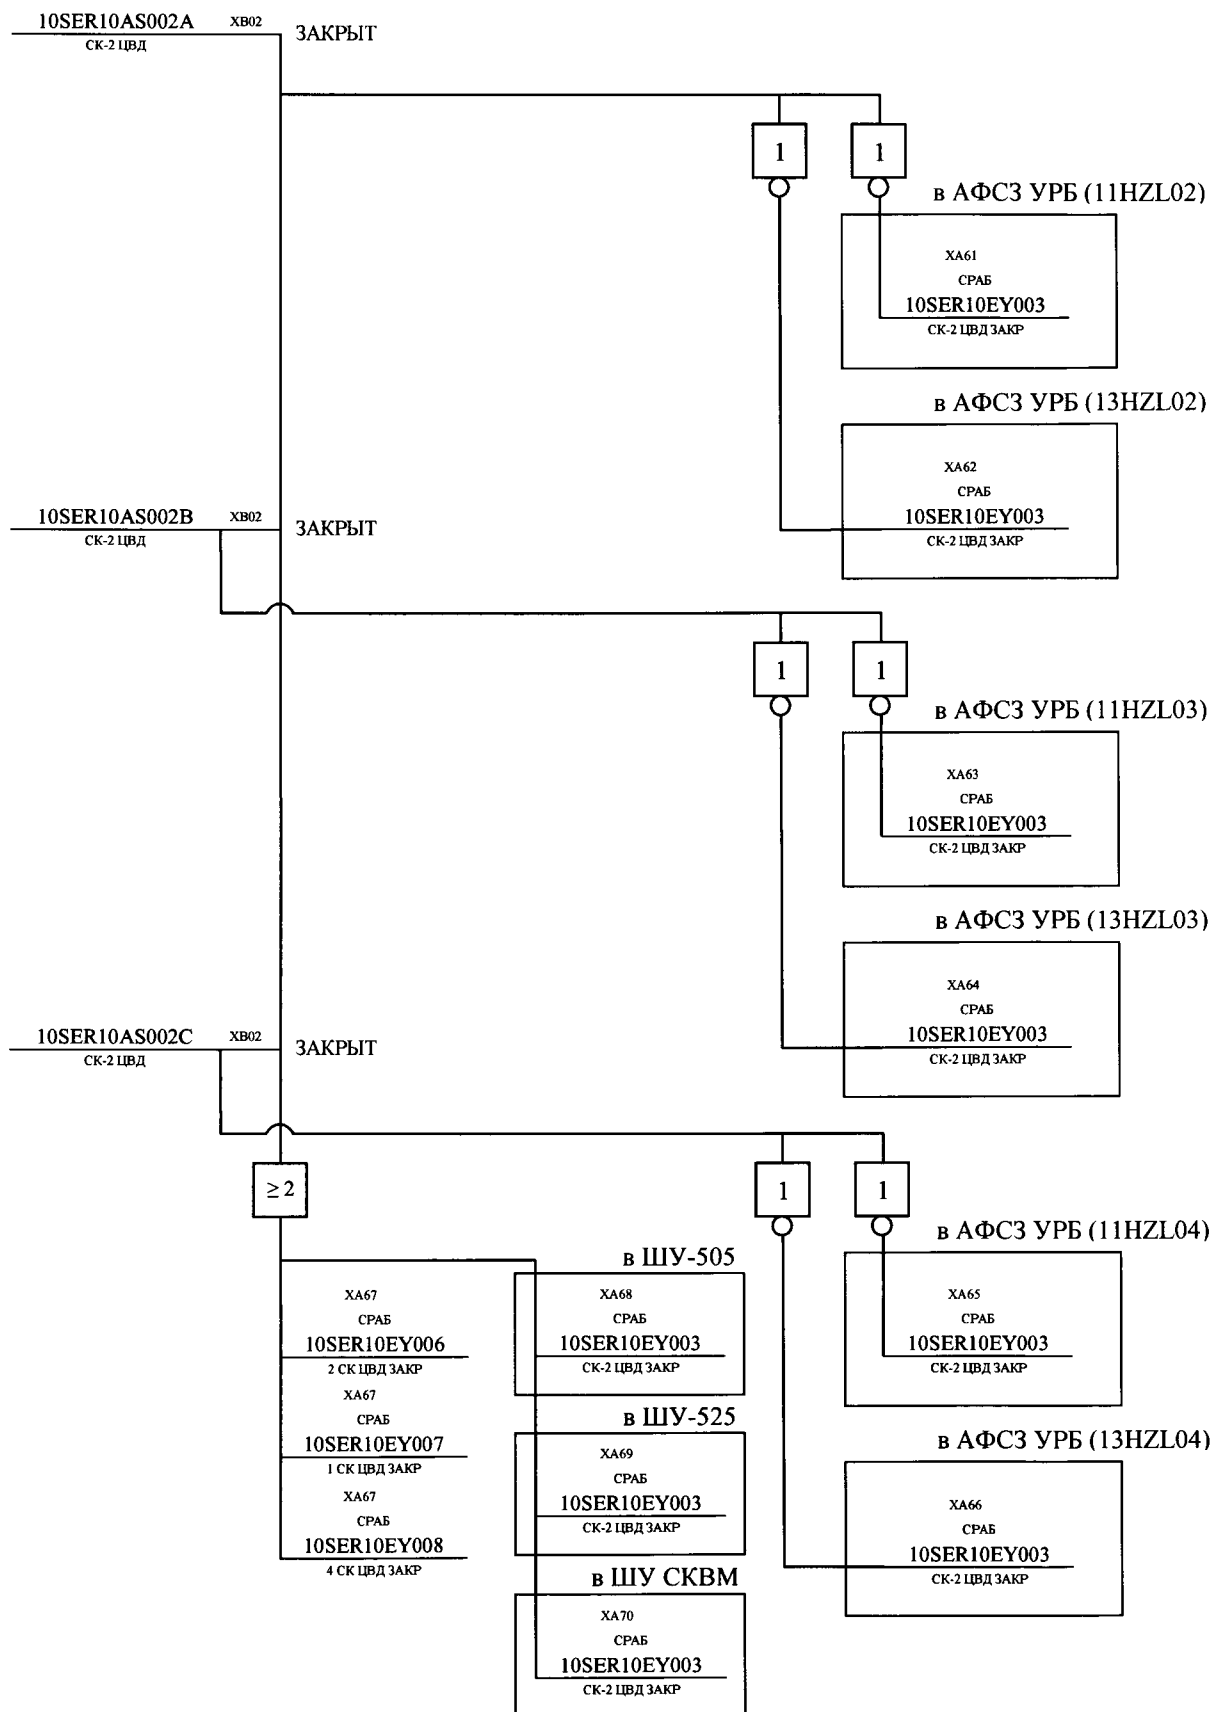 10SER10AS002A XB02 ЗАКРЫТ
СК-2 ЦВД
1 1
в АФСЗ УРБ (11HZL02)
XA61
СРАБ
10SER10EY003
СК-2 ЦВД ЗАКР
в АФСЗ УРБ (13HZL02)
XA62
СРАБ
10SER10EY003
СК-2 ЦВД ЗАКР
10SER10AS002B XB02 ЗАКРЫТ
СК-2 ЦВД
1 1
в АФСЗ УРБ (11HZL03)
XA63
СРАБ
10SER10EY003
СК-2 ЦВД ЗАКР
в АФСЗ УРБ (13HZL03)
XA64
СРАБ
10SER10EY003
СК-2 ЦВД ЗАКР
10SER10AS002C XB02 ЗАКРЫТ
СК-2 ЦВД
≥ 2
1 1
в АФСЗ УРБ (11HZL04)
XA65
СРАБ
10SER10EY003
СК-2 ЦВД ЗАКР
в АФСЗ УРБ (13HZL04)
XA66
СРАБ
10SER10EY003
СК-2 ЦВД ЗАКР
XA67
СРАБ
10SER10EY006
2 СК ЦВД ЗАКР
XA67
СРАБ
10SER10EY007
1 СК ЦВД ЗАКР
XA67
СРАБ
10SER10EY008
4 СК ЦВД ЗАКР
в ШУ-505
XA68
СРАБ
10SER10EY003
СК-2 ЦВД ЗАКР
в ШУ-525
XA69
СРАБ
10SER10EY003
СК-2 ЦВД ЗАКР
в ШУ СКВМ
XA70
СРАБ
10SER10EY003
СК-2 ЦВД ЗАКР